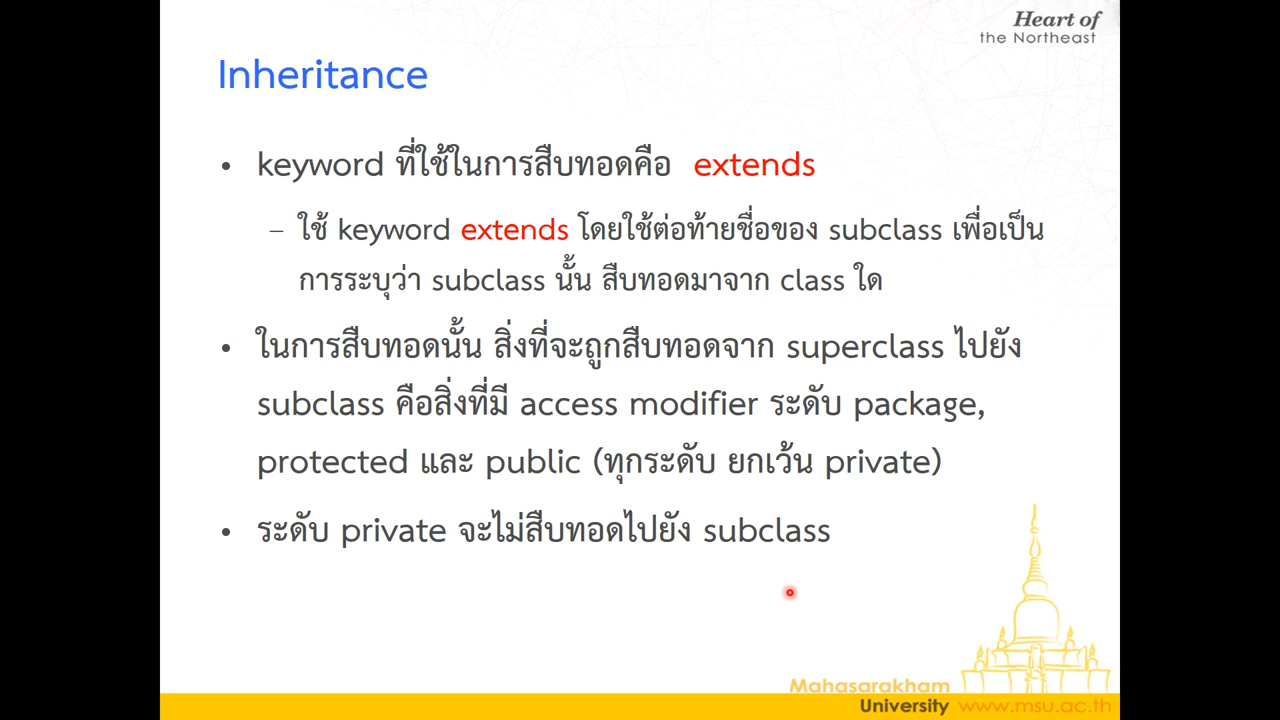 Heart of
the Northeast
Inheritance
• keyword ที่ใช้ในการสืบทอดคือ extends
– ใช้ keyword extends โดยใช้ต่อท้ายชื่อของ subclass เพื่อเป็น
การระบุว่า subclass นั้น สืบทอดมาจาก class ใด
• ในการสืบทอดนั้น สิ่งที่จะถูกสืบทอดจาก superclass ไปยัง
subclass คือสิ่งที่มี access modifier ระดับ package,
protected และ public (ทุกระดับ ยกเว้น private)
• ระดับ private จะไม่สืบทอดไปยัง subclass
Mahasarakham
University www.msu.ac.th